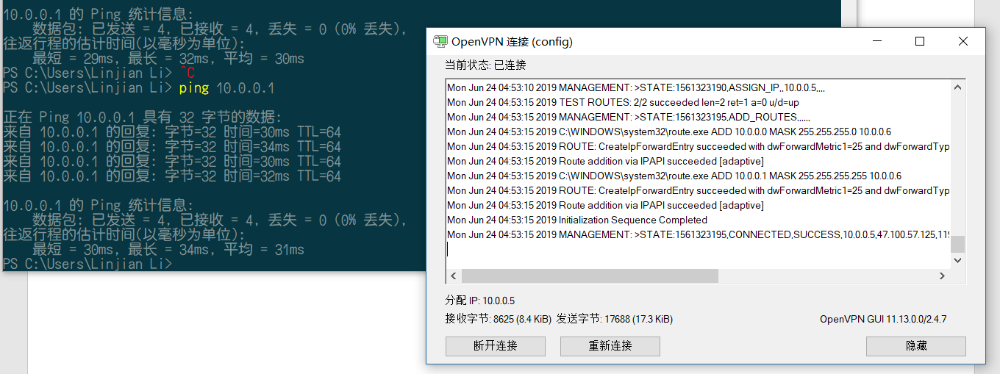 10.0.0.1 的 Ping 统计信息:
数据包: 已发送 = 4, 已接收 = 4, 丢失 = 0 (0% 丢失),
往返行程的估计时间(以毫秒为单位):
最短 = 29ms, 最长 = 32ms, 平均 = 30ms
PS C:\Users\Linjian Li> ^C
PS C:\Users\Linjian Li> ping 10.0.0.1
正在 Ping 10.0.0.1 具有 32 字节的数据:
来自 10.0.0.1 的回复: 字节=32 时间=30ms TTL=64
来自 10.0.0.1 的回复: 字节=32 时间=34ms TTL=64
来自 10.0.0.1 的回复: 字节=32 时间=30ms TTL=64
来自 10.0.0.1 的回复: 字节=32 时间=32ms TTL=64
10.0.0.1 的 Ping 统计信息:
数据包: 已发送 = 4, 已接收 = 4, 丢失 = 0 (0% 丢失),
往返行程的估计时间(以毫秒为单位):
最短 = 30ms, 最长 = 34ms, 平均 = 31ms
PS C:\Users\Linjian Li>
OpenVPN 连接 (config)
当前状态: 已连接
Mon Jun 24 04:53:10 2019 MANAGEMENT: >STATE:1561323190,ASSIGN_IP,,10.0.0.5,,,,
Mon Jun 24 04:53:15 2019 TEST ROUTES: 2/2 succeeded len=2 ret=1 a=0 u/d=up
Mon Jun 24 04:53:15 2019 MANAGEMENT: >STATE:1561323195,ADD_ROUTES,,,,,,
Mon Jun 24 04:53:15 2019 C:\WINDOWS\system32\route.exe ADD 10.0.0.0 MASK 255.255.255.0 10.0.0.6
Mon Jun 24 04:53:15 2019 ROUTE: CreateIpForwardEntry succeeded with dwForwardMetric1=25 and dwForwardTyp
Mon Jun 24 04:53:15 2019 Route addition via IPAPI succeeded [adaptive]
Mon Jun 24 04:53:15 2019 C:\WINDOWS\system32\route.exe ADD 10.0.0.1 MASK 255.255.255.255 10.0.0.6
Mon Jun 24 04:53:15 2019 ROUTE: CreateIpForwardEntry succeeded with dwForwardMetric1=25 and dwForwardTyp
Mon Jun 24 04:53:15 2019 Route addition via IPAPI succeeded [adaptive]
Mon Jun 24 04:53:15 2019 Initialization Sequence Completed
Mon Jun 24 04:53:15 2019 MANAGEMENT: >STATE:1561323195,CONNECTED,SUCCESS,10.0.0.5,47.100.57.125,119
分配 IP: 10.0.0.5
接收字节: 8625 (8.4 KiB) 发送字节: 17688 (17.3 KiB)
OpenVPN GUI 11.13.0.0/2.4.7
断开连接
重新连接
隐藏